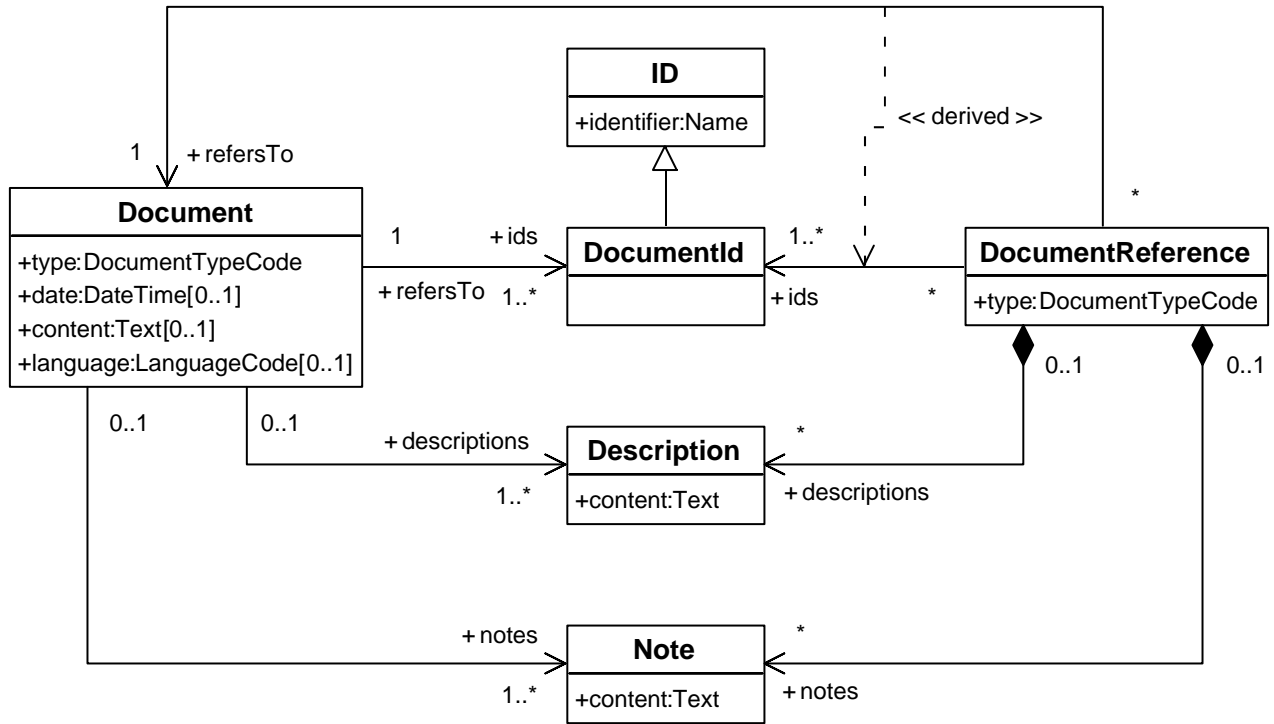 ID
+identifier:Name
<< derived >>
1
+ refersTo
*
Document
+type:DocumentTypeCode
+date:DateTime[0..1]
+content:Text[0..1]
+language:LanguageCode[0..1]
1
+ ids
+ refersTo
1..*
DocumentId
1..*
+ ids
*
DocumentReference
+type:DocumentTypeCode
0..1
0..1
0..1
0..1
+ descriptions
1..*
Description
+content:Text
*
+ descriptions
+ notes
1..*
Note
+content:Text
*
+ notes